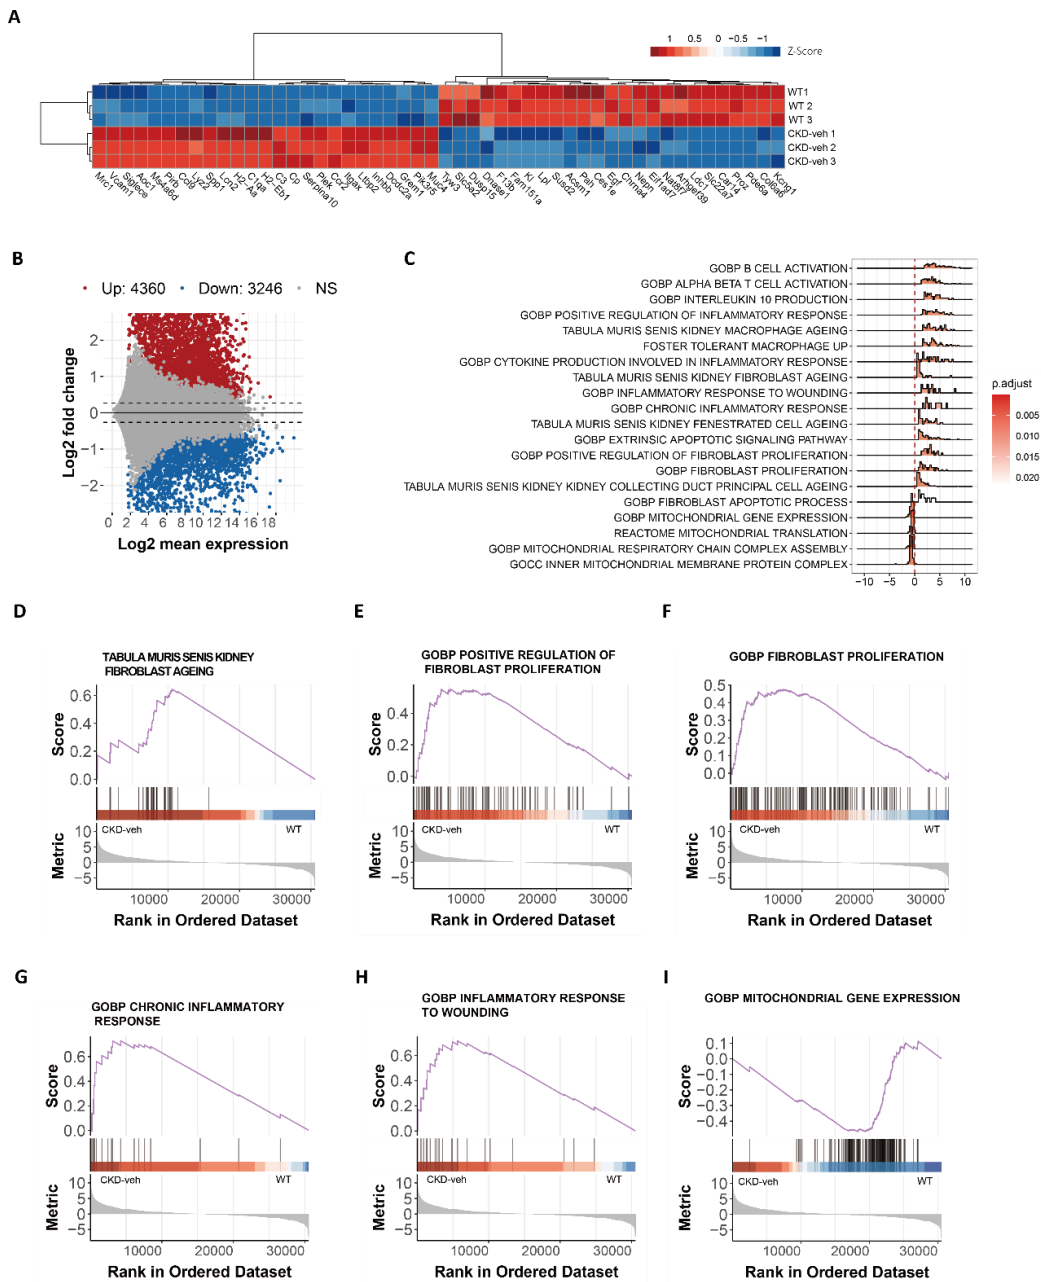 A
1 0.5 0 -0.5 -1
Z-Score
WT1
WT 2
WT 3
CKD-veh 1
CKD-veh 2
CKD-veh 3
Mrc1 Vcam1 Siglece Aoc1 Ms4a6d Pirb Ccl9 Lyz2 Spp1 Lcn2 H2-Aa C1qa H2-Eb1 C3 Cp Serpina10 Plek Ccr2 Itgax Ltbp2 Inhbb Dcdc2a Grem1 Pik3r5 Muc4 Tyw3 Slc5a2 Dusp15 Dnase1 F13b Fam151a Kl Lpl Susd2 Acsm1 Pah Ces1e Egf Chrna4 Nepn Eif1ad7 Nat8f7 Arhgef39 Ldc1 Slc22a7 Car14 Proz Pde6a Col6a6 Kcng1
B
Up: 4360 Down: 3246 NS
2
1
0
−1
−2
Log2 fold change
0 2 4 6 8 10 12 14 16 18
Log2 mean expression
C
GOBP B CELL ACTIVATION
GOBP ALPHA BETA T CELL ACTIVATION
GOBP INTERLEUKIN 10 PRODUCTION
GOBP POSITIVE REGULATION OF INFLAMMATORY RESPONSE
TABULA MURIS SENIS KIDNEY MACROPHAGE AGEING
FOSTER TOLERANT MACROPHAGE UP
GOBP CYTOKINE PRODUCTION INVOLVED IN INFLAMMATORY RESPONSE
TABULA MURIS SENIS KIDNEY FIBROBLAST AGEING
GOBP INFLAMMATORY RESPONSE TO WOUNDING
GOBP CHRONIC INFLAMMATORY RESPONSE
TABULA MURIS SENIS KIDNEY FENESTRATED CELL AGEING
GOBP EXTRINSIC APOPTOTIC SIGNALING PATHWAY
GOBP POSITIVE REGULATION OF FIBROBLAST PROLIFERATION
GOBP FIBROBLAST PROLIFERATION
TABULA MURIS SENIS KIDNEY KIDNEY COLLECTING DUCT PRINCIPAL CELL AGEING
GOBP FIBROBLAST APOPTOTIC PROCESS
GOBP MITOCHONDRIAL GENE EXPRESSION
REACTOME MITOCHONDRIAL TRANSLATION
GOBP MITOCHONDRIAL RESPIRATORY CHAIN COMPLEX ASSEMBLY
GOCC INNER MITOCHONDRIAL MEMBRANE PROTEIN COMPLEX
−10 −5 0 5 10
p.adjust
0.005
0.010
0.015
0.020
D
TABULA MURIS SENIS KIDNEY
FIBROBLAST AGEING
0.6
0.4
0.2
0.0
Score
CKD-veh WT
10
5
0
−5
Metric
10000 20000 30000
Rank in Ordered Dataset
E
GOBP POSITIVE REGULATION OF
FIBROBLAST PROLIFERATION
0.4
0.2
0.0
Score
CKD-veh WT
10
5
0
−5
Metric
10000 20000 30000
Rank in Ordered Dataset
F
GOBP FIBROBLAST PROLIFERATION
0.5
0.4
0.3
0.2
0.1
0.0
Score
CKD-veh WT
10
5
0
−5
Metric
10000 20000 30000
Rank in Ordered Dataset
G
GOBP CHRONIC INFLAMMATORY
RESPONSE
0.6
0.4
0.2
0.0
Score
CKD-veh WT
10
5
0
−5
Metric
10000 20000 30000
Rank in Ordered Dataset
H
GOBP INFLAMMATORY RESPONSE
TO WOUNDING
0.6
0.4
0.2
0.0
Score
CKD-veh WT
10
5
0
−5
Metric
10000 20000 30000
Rank in Ordered Dataset
I
GOBP MITOCHONDRIAL GENE EXPRESSION
0.1
0.0
−0.1
−0.2
−0.3
−0.4
Score
CKD-veh WT
10
5
0
−5
Metric
10000 20000 30000
Rank in Ordered Dataset